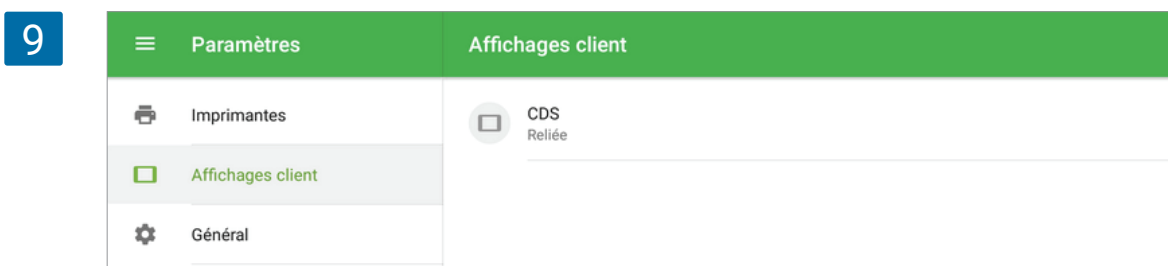 9
Paramètres
Affichages client
Imprimantes
CDS
Reliée
Affichages client
Général